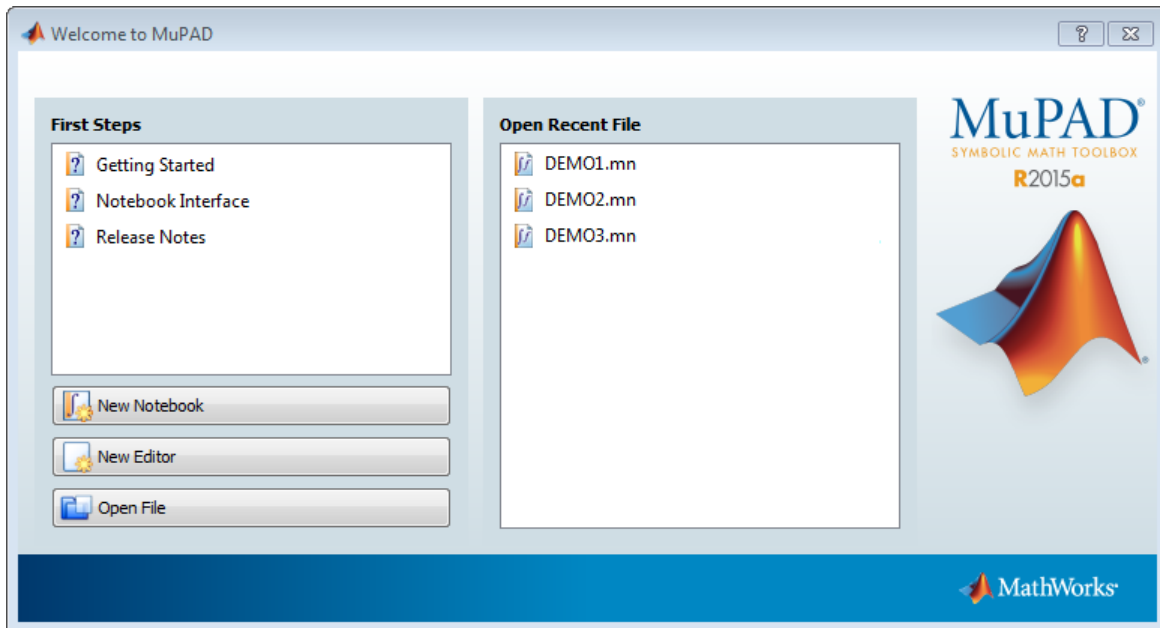 Welcome to MuPAD
First Steps
Getting Started
Notebook Interface
Release Notes
New Notebook
New Editor
Open File
Open Recent File
DEMO1.mn
DEMO2.mn
DEMO3.mn
MuPAD®
SYMBOLIC MATH TOOLBOX
R2015a
®
MathWorks®